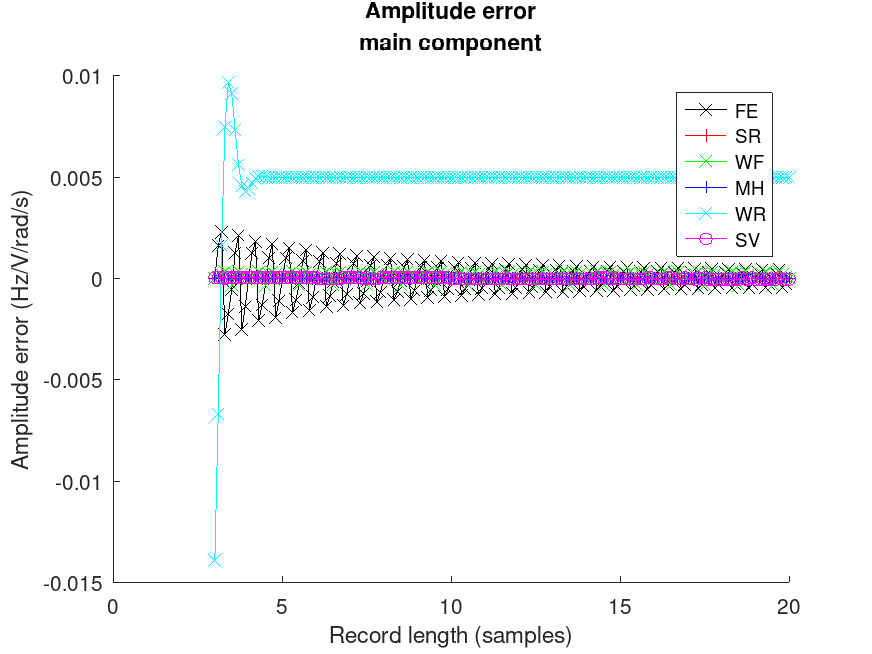 Amplitude error
main component
0.01
0.005
0
-0.005
-0.01
-0.015
Amplitude error (Hz/V/rad/s)
0
5
10
15
20
Record length (samples)
FE
SR
WF
MH
WR
SV